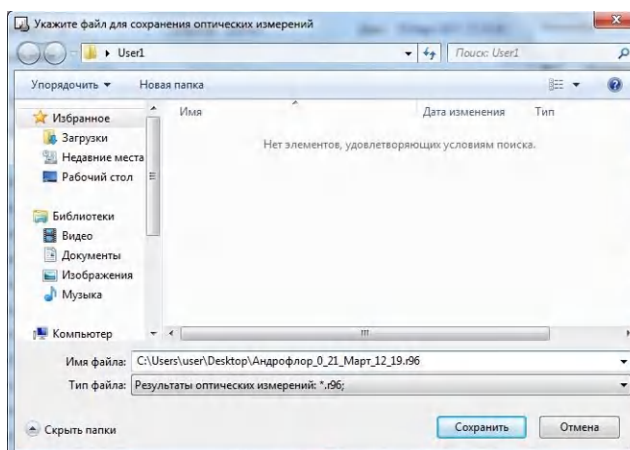 Укажите файл для сохранения оптических измерений
User1
Поиск: User1
Упорядочить
Новая папка
Имя
Дата изменения
Тип
Нет элементов, удовлетворяющих условиям поиска.
Избранное
Загрузки
Недавние места
Рабочий стол
Библиотеки
Видео
Документы
Изображения
Музыка
Компьютер
Имя файла: C:\Users\user\Desktop\Андрофлор_0_21_Март_12_19.r96
Тип файла: Результаты оптических измерений: *.r96;
Скрыть папки
Сохранить
Отмена